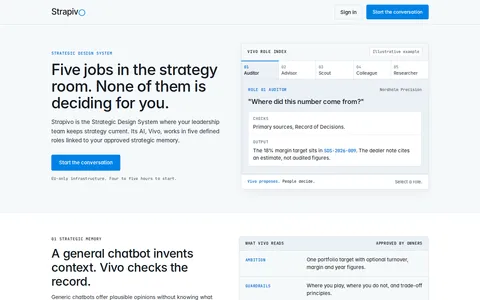 Strapivo
Sign in
Start the conversation
STRATEGIC DESIGN SYSTEM
Five jobs in the strategy
room. None of them is
deciding for you.
Strapivo is the Strategic Design System where your leadership
team keeps strategy current. Its AI, Vivo, works in five defined
roles linked to your approved strategic memory.
Start the conversation
EU-only infrastructure. Four to five hours to start.
VIVO ROLE INDEX
Illustrative example
01
Auditor
02
Advisor
03
Scout
04
Colleague
05
Researcher
ROLE 01 AUDITOR
Nordhale Precision
"Where did this number come from?"
CHECKS
Primary sources, Record of Decisions.
OUTPUT
The 18% margin target sits in SDS-2026-009. The dealer note cites
an estimate, not audited figures.
Vivo proposes. People decide.
Select a role.
01 STRATEGIC MEMORY
A general chatbot invents
context. Vivo checks the
record.
Generic chatbots offer plausible opinions without knowing what
WHAT VIVO READS
APPROVED BY OWNERS
AMBITION
One portfolio target with optional turnover,
margin and year figures.
GUARDRAILS
Where you play, where you do not, and trade-off
principles.